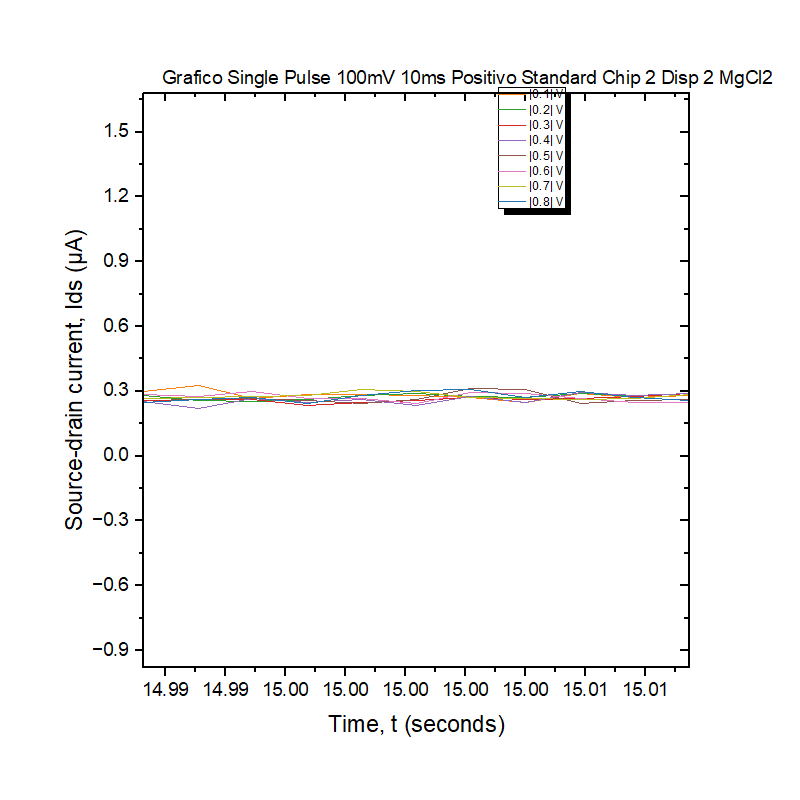 Grafico Single Pulse 100mV 10ms Positivo Standard Chip 2 Disp 2 MgCl2
|0.1| V
|0.2| V
|0.3| V
|0.4| V
|0.5| V
|0.6| V
|0.7| V
|0.8| V
1.5
1.2
0.9
0.6
0.3
0.0
−0.3
−0.6
−0.9
Source-drain current, Ids (µA)
14.99 14.99 15.00 15.00 15.00 15.00 15.00 15.01 15.01
Time, t (seconds)